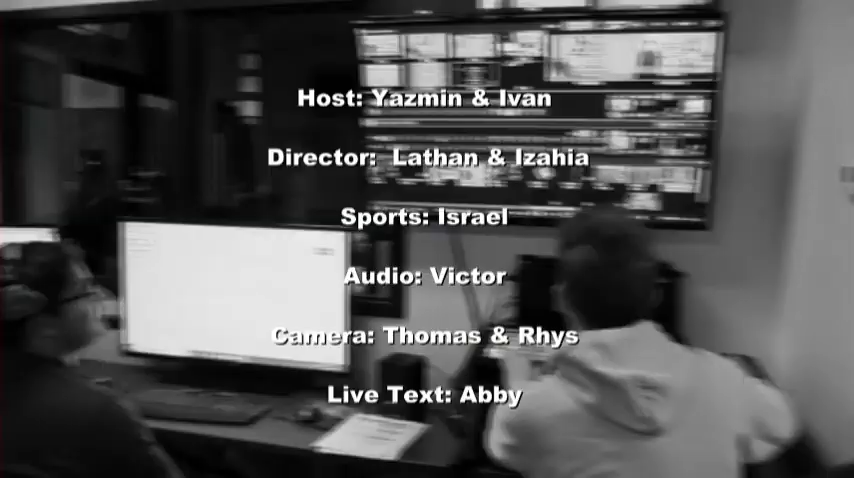 Host: Yazmin & Ivan
Director: Lathan & Izahia
Sports: Israel
Audio: Victor
Camera: Thomas & Rhys
Live Text: Abby